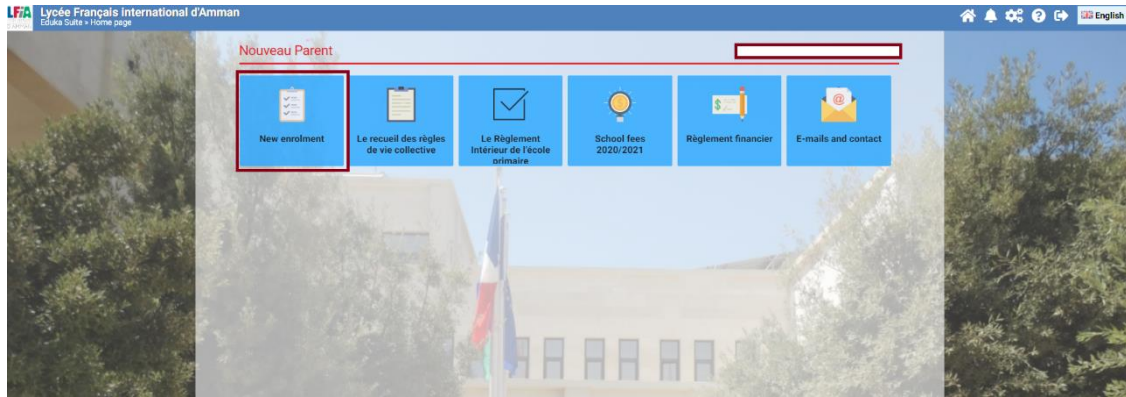 LFiA
Lycée Français international d'Amman
Eduka Suite » Home page
English
Nouveau Parent
New enrolment
Le recueil des règles
de vie collective
Le Règlement
Intérieur de l'école
primaire
School fees
2020/2021
Règlement financier
E-mails and contact